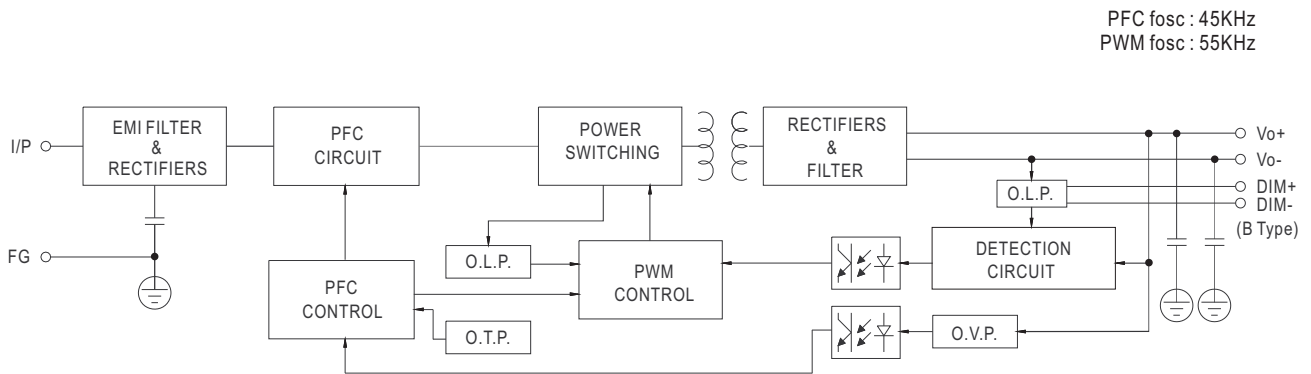 PFC fosc : 45KHz
PWM fosc : 55KHz
I/P
EMI FILTER
&
RECTIFIERS
PFC
CIRCUIT
POWER
SWITCHING
RECTIFIERS
&
FILTER
Vo+
Vo-
DIM+
DIM-
(B Type)
O.L.P.
FG
O.L.P.
PFC
CONTROL
PWM
CONTROL
DETECTION
CIRCUIT
O.T.P.
O.V.P.